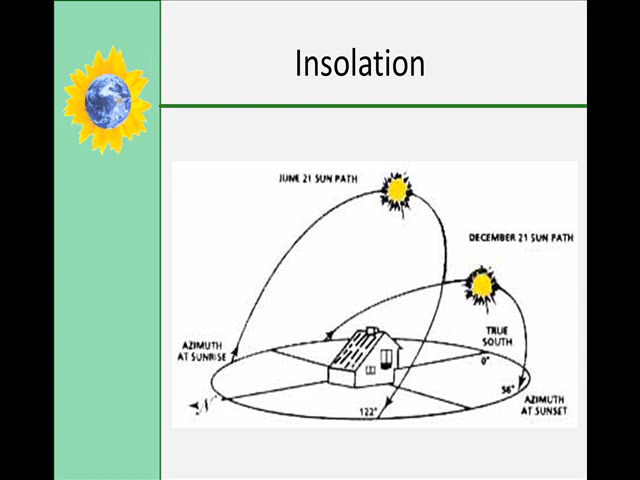 Insolation
JUNE 21 SUN PATH
DECEMBER 21 SUN PATH
TRUE
SOUTH
0°
AZIMUTH
AT SUNRISE
56°
AZIMUTH
AT SUNSET
N
122°